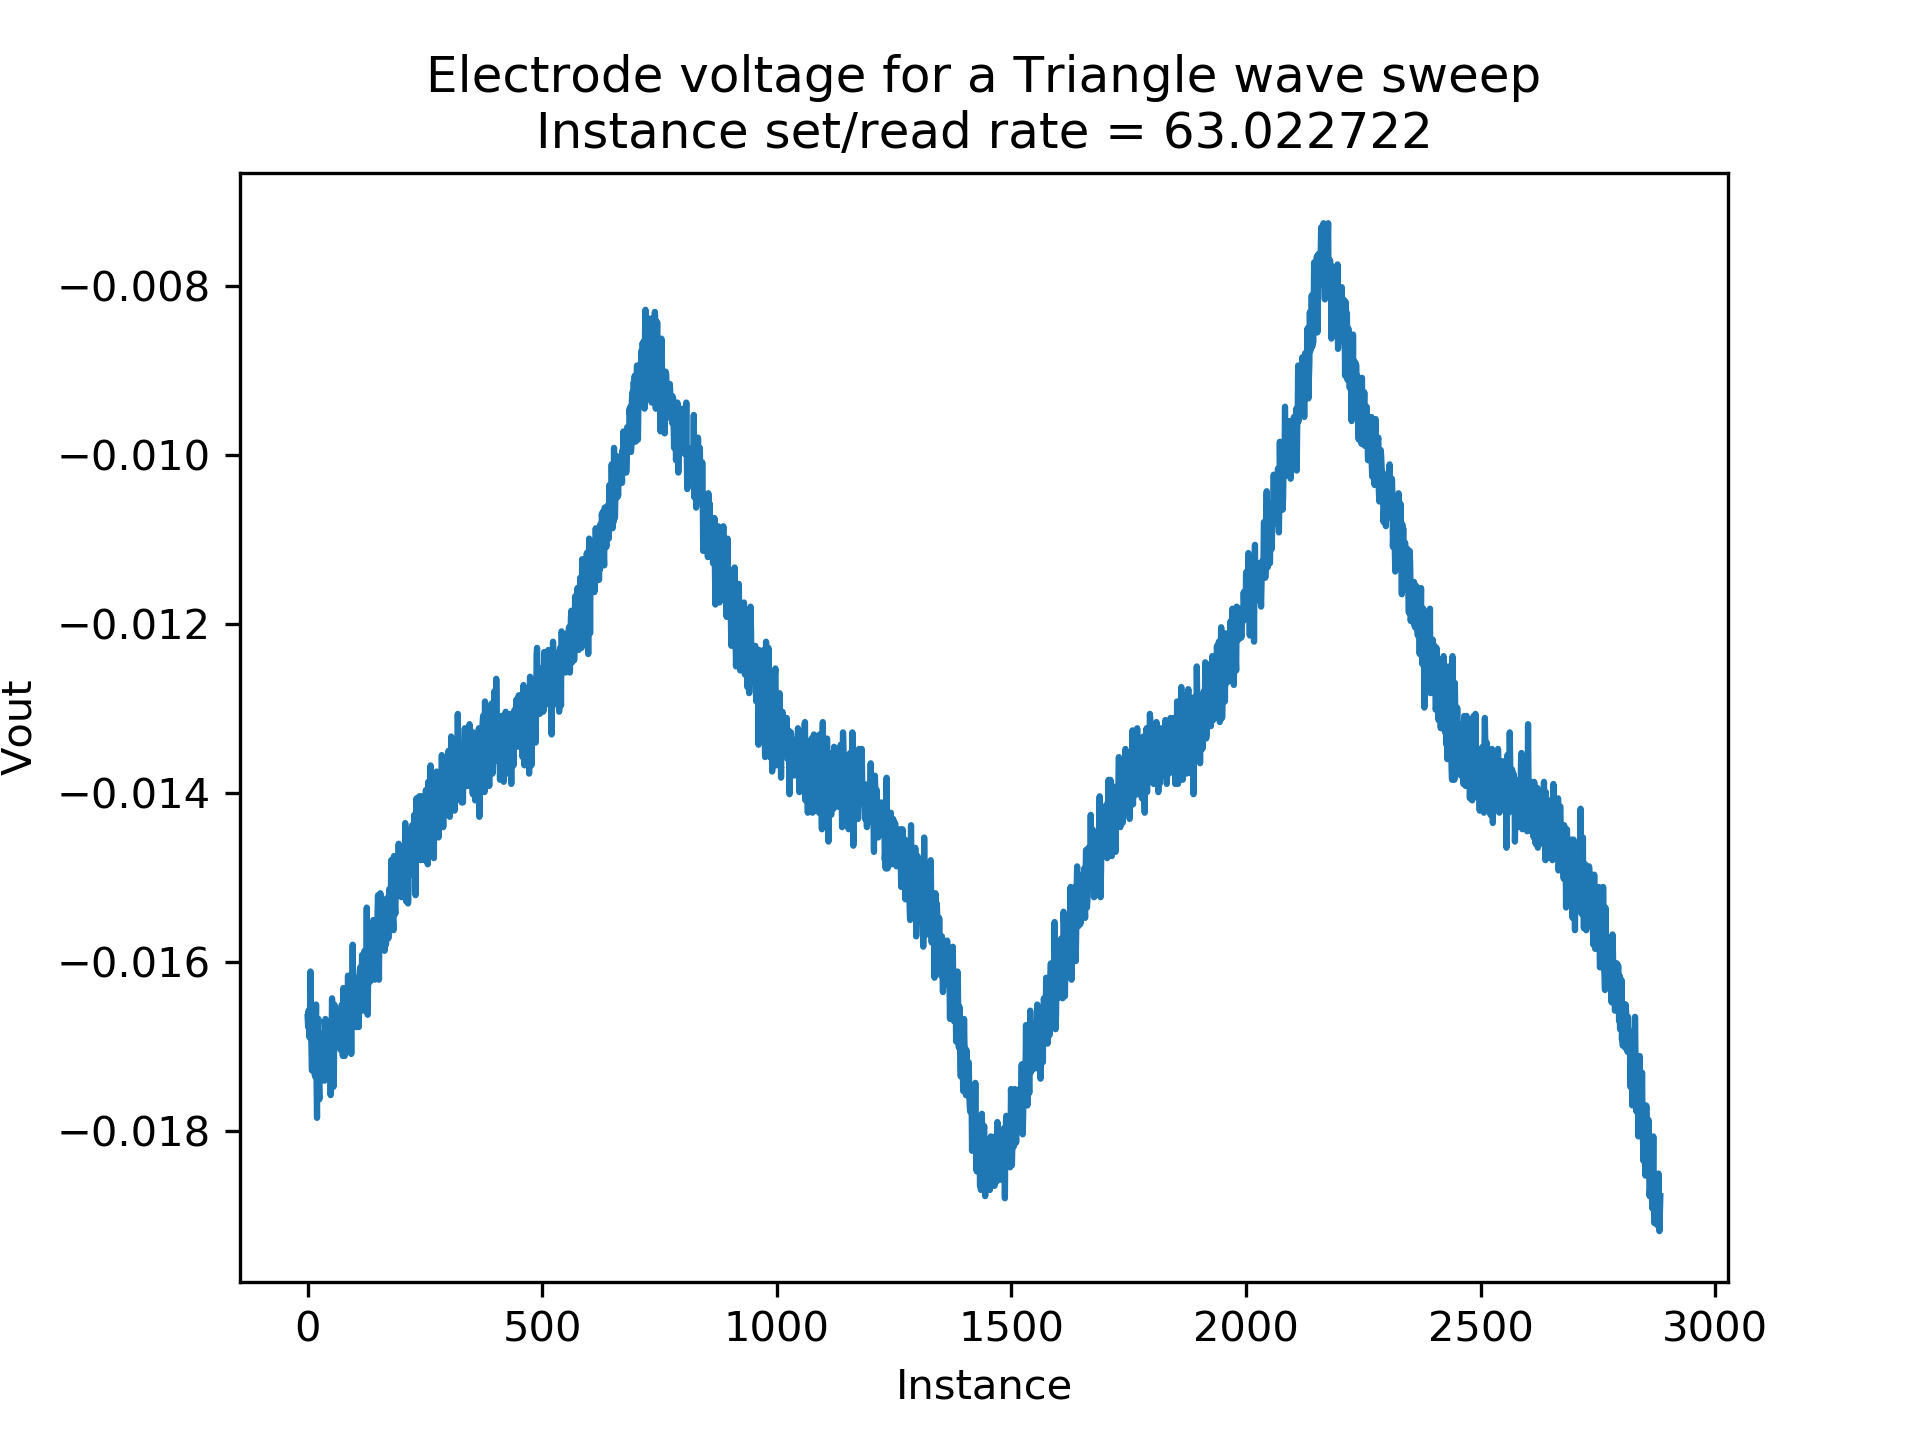 Electrode voltage for a Triangle wave sweep
Instance set/read rate = 63.022722
−0.008
−0.010
−0.012
−0.014
−0.016
−0.018
Vout
0 500 1000 1500 2000 2500 3000
Instance